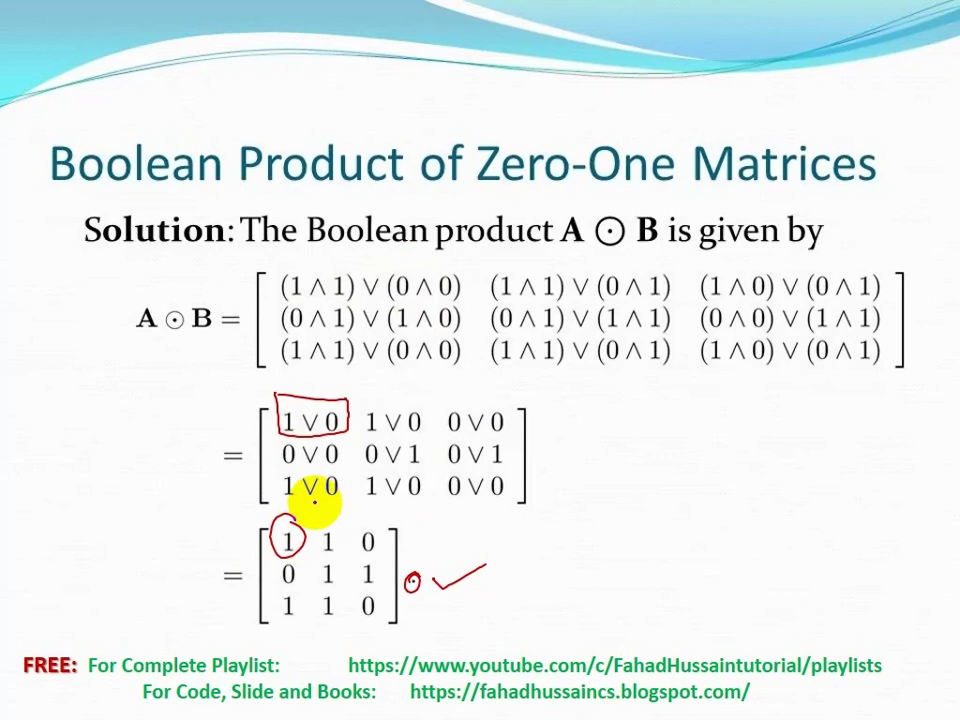 Boolean Product of Zero-One Matrices
Solution: The Boolean product A ⊙ B is given by
(1 ∧ 1) ∨ (0 ∧ 0) (1 ∧ 1) ∨ (0 ∧ 1) (1 ∧ 0) ∨ (0 ∧ 1)
A ⊙ B = [ (0 ∧ 1) ∨ (1 ∧ 0) (0 ∧ 1) ∨ (1 ∧ 1) (0 ∧ 0) ∨ (1 ∧ 1) ]
(1 ∧ 1) ∨ (0 ∧ 0) (1 ∧ 1) ∨ (0 ∧ 1) (1 ∧ 0) ∨ (0 ∧ 1)
1 ∨ 0 1 ∨ 0 0 ∨ 0
= [ 0 ∨ 0 0 ∨ 1 0 ∨ 1 ]
1 ∨ 0 1 ∨ 0 0 ∨ 0
1 1 0
= [ 0 1 1 ] ⊙ ✓
1 1 0
FREE: For Complete Playlist: https://www.youtube.com/c/FahadHussaintutorial/playlists
For Code, Slide and Books: https://fahadhussaincs.blogspot.com/